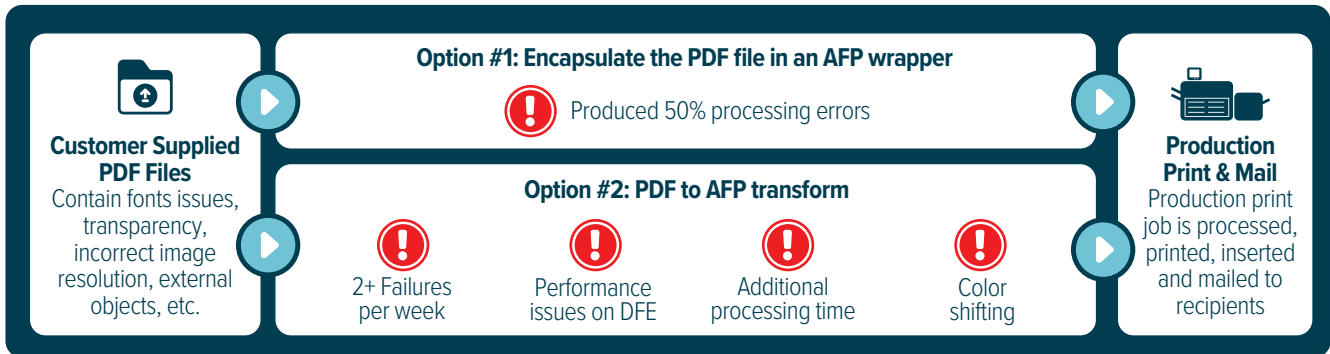 Customer Supplied
PDF Files
Contain fonts issues,
transparency,
incorrect image
resolution, external
objects, etc.
Option #1: Encapsulate the PDF file in an AFP wrapper
Produced 50% processing errors
Option #2: PDF to AFP transform
2+ Failures
per week
Performance
issues on DFE
Additional
processing time
Color
shifting
Production
Print & Mail
Production print
job is processed,
printed, inserted
and mailed to
recipients